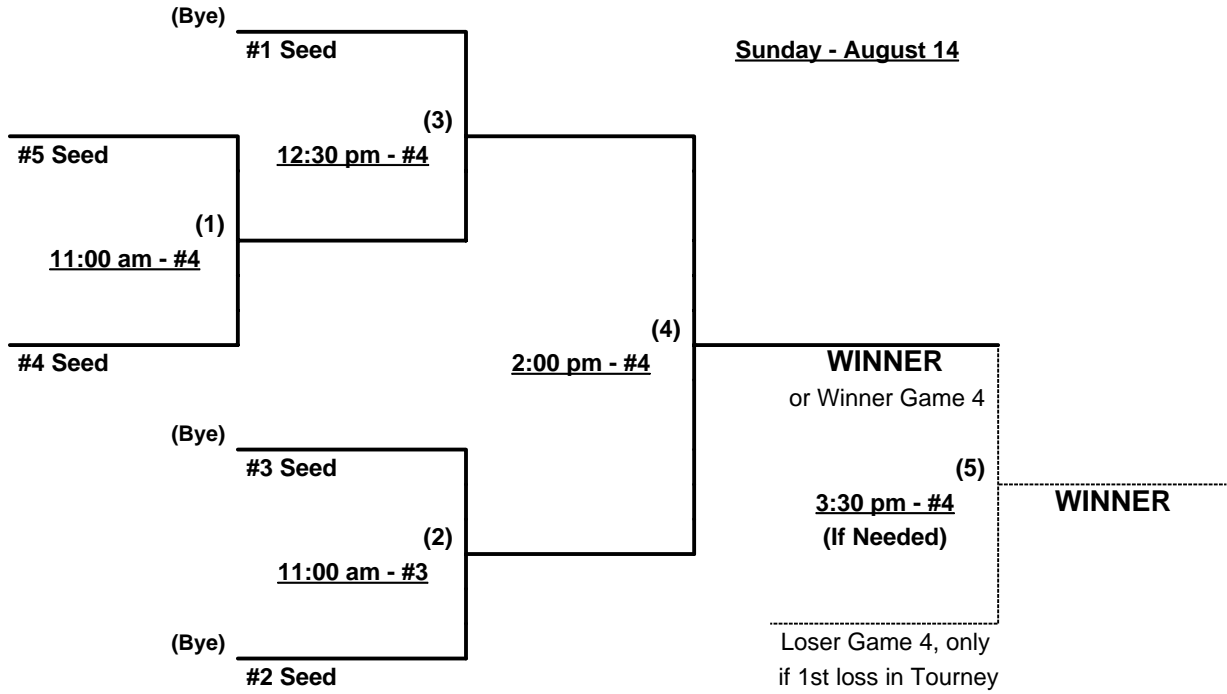 (Bye)
#1 Seed
Sunday - August 14
(3)
#5 Seed
12:30 pm - #4
(1)
11:00 am - #4
(4)
#4 Seed
2:00 pm - #4
WINNER
or Winner Game 4
(Bye)
#3 Seed
(5)
3:30 pm - #4
WINNER
(If Needed)
(2)
11:00 am - #3
(Bye)
#2 Seed
Loser Game 4, only
if 1st loss in Tourney